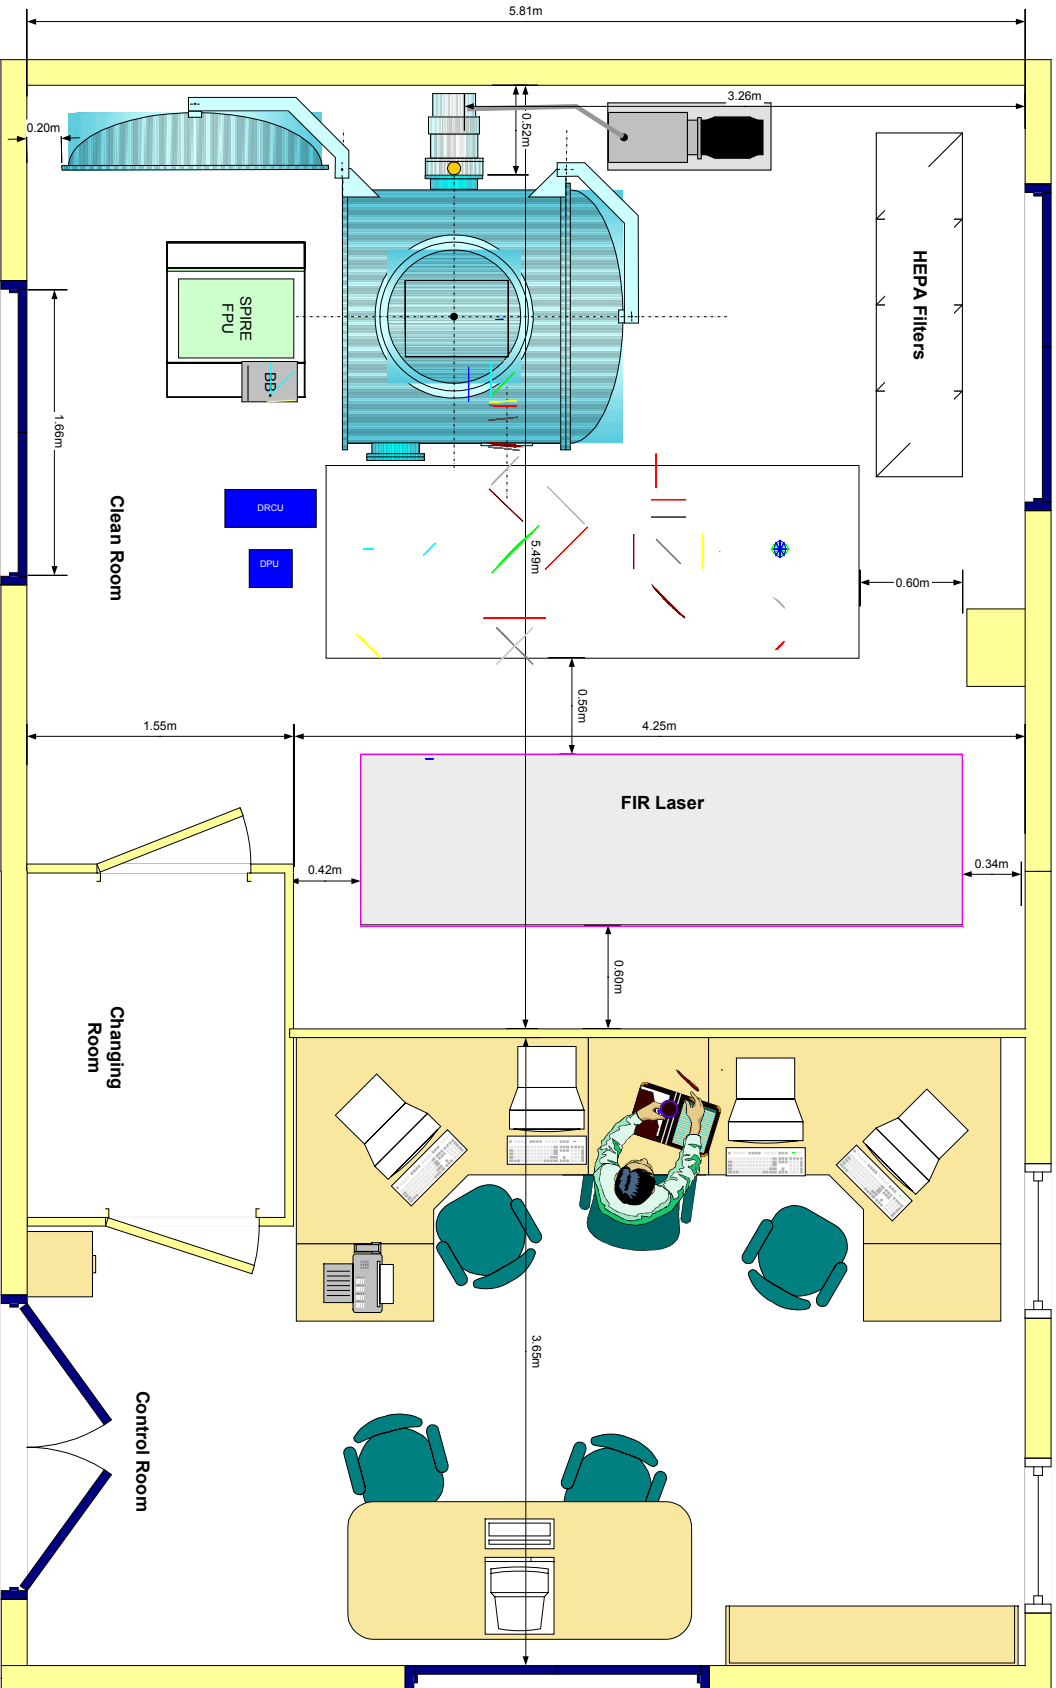 5.81m
3.26m
0.20m
0.52m
HEPA Filters
SPIRE
FPU
BB
1.66m
Clean Room
DRCU
DPU
5.49m
0.60m
0.56m
1.55m
4.25m
FIR Laser
0.42m
0.34m
0.60m
Changing
Room
3.65m
Control Room